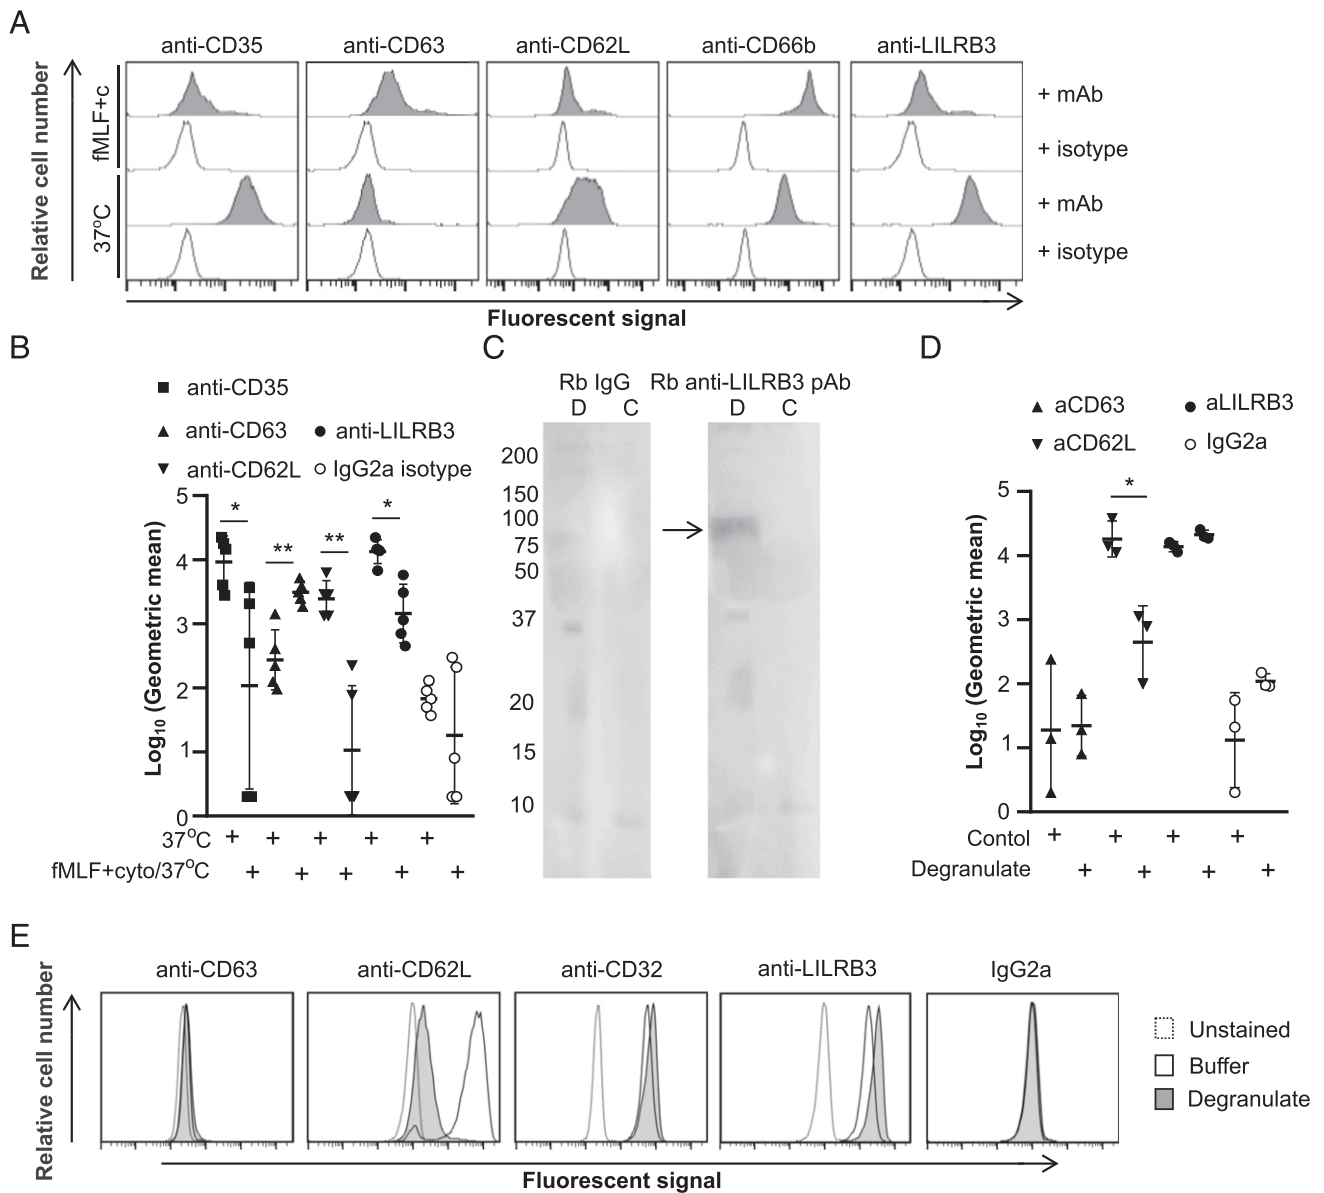 A
anti-CD35 anti-CD63 anti-CD62L anti-CD66b anti-LILRB3
Relative cell number
fMLF+c
37°C
+ mAb
+ isotype
+ mAb
+ isotype
Fluorescent signal
B
anti-CD35
anti-CD63 anti-LILRB3
anti-CD62L IgG2a isotype
Log10 (Geometric mean)
5
4
3
2
1
0
* ** ** *
37°C + + + + +
fMLF+cyto/37°C + + + + +
C
Rb IgG Rb anti-LILRB3 pAb
D C D C
200
150
100
75
50
37
20
15
10
D
aCD63 aLILRB3
aCD62L IgG2a
Log10 (Geometric mean)
5
4
3
2
1
0
*
Contol + + + +
Degranulate + + + +
E
anti-CD63 anti-CD62L anti-CD32 anti-LILRB3 IgG2a
Relative cell number
Unstained
Buffer
Degranulate
Fluorescent signal